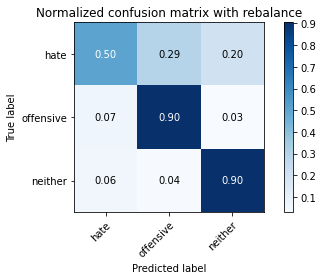 Normalized confusion matrix with rebalance
True label
hate
offensive
neither
0.50 0.29 0.20
0.07 0.90 0.03
0.06 0.04 0.90
hate
offensive
neither
Predicted label
0.9
0.8
0.7
0.6
0.5
0.4
0.3
0.2
0.1